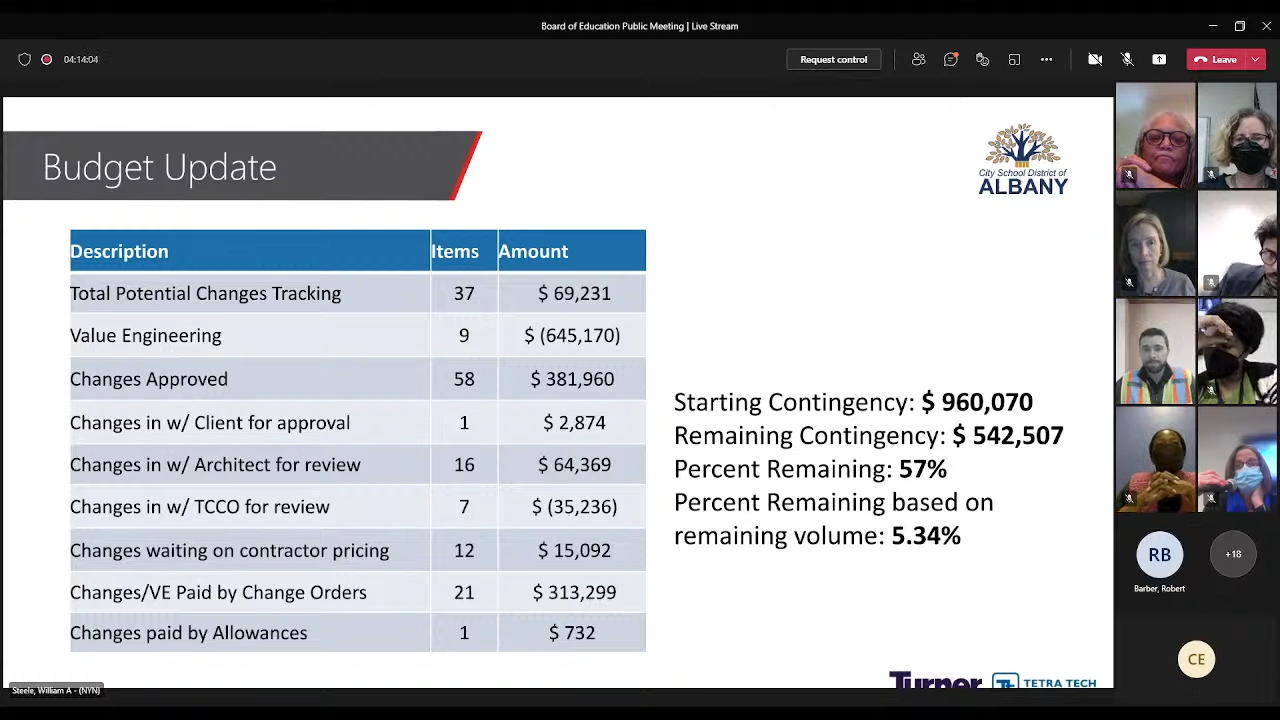 Board of Education Public Meeting | Live Stream
04:14:04
Request control
Leave
Budget Update
City School District of
ALBANY
Description Items Amount
Total Potential Changes Tracking 37 $ 69,231
Value Engineering 9 $ (645,170)
Changes Approved 58 $ 381,960
Changes in w/ Client for approval 1 $ 2,874
Changes in w/ Architect for review 16 $ 64,369
Changes in w/ TCCO for review 7 $ (35,236)
Changes waiting on contractor pricing 12 $ 15,092
Changes/VE Paid by Change Orders 21 $ 313,299
Changes paid by Allowances 1 $ 732
Starting Contingency: $ 960,070
Remaining Contingency: $ 542,507
Percent Remaining: 57%
Percent Remaining based on
remaining volume: 5.34%
RB
Barber, Robert
+18
CE
Steele, William A - (NYN)
Turner
TETRA TECH